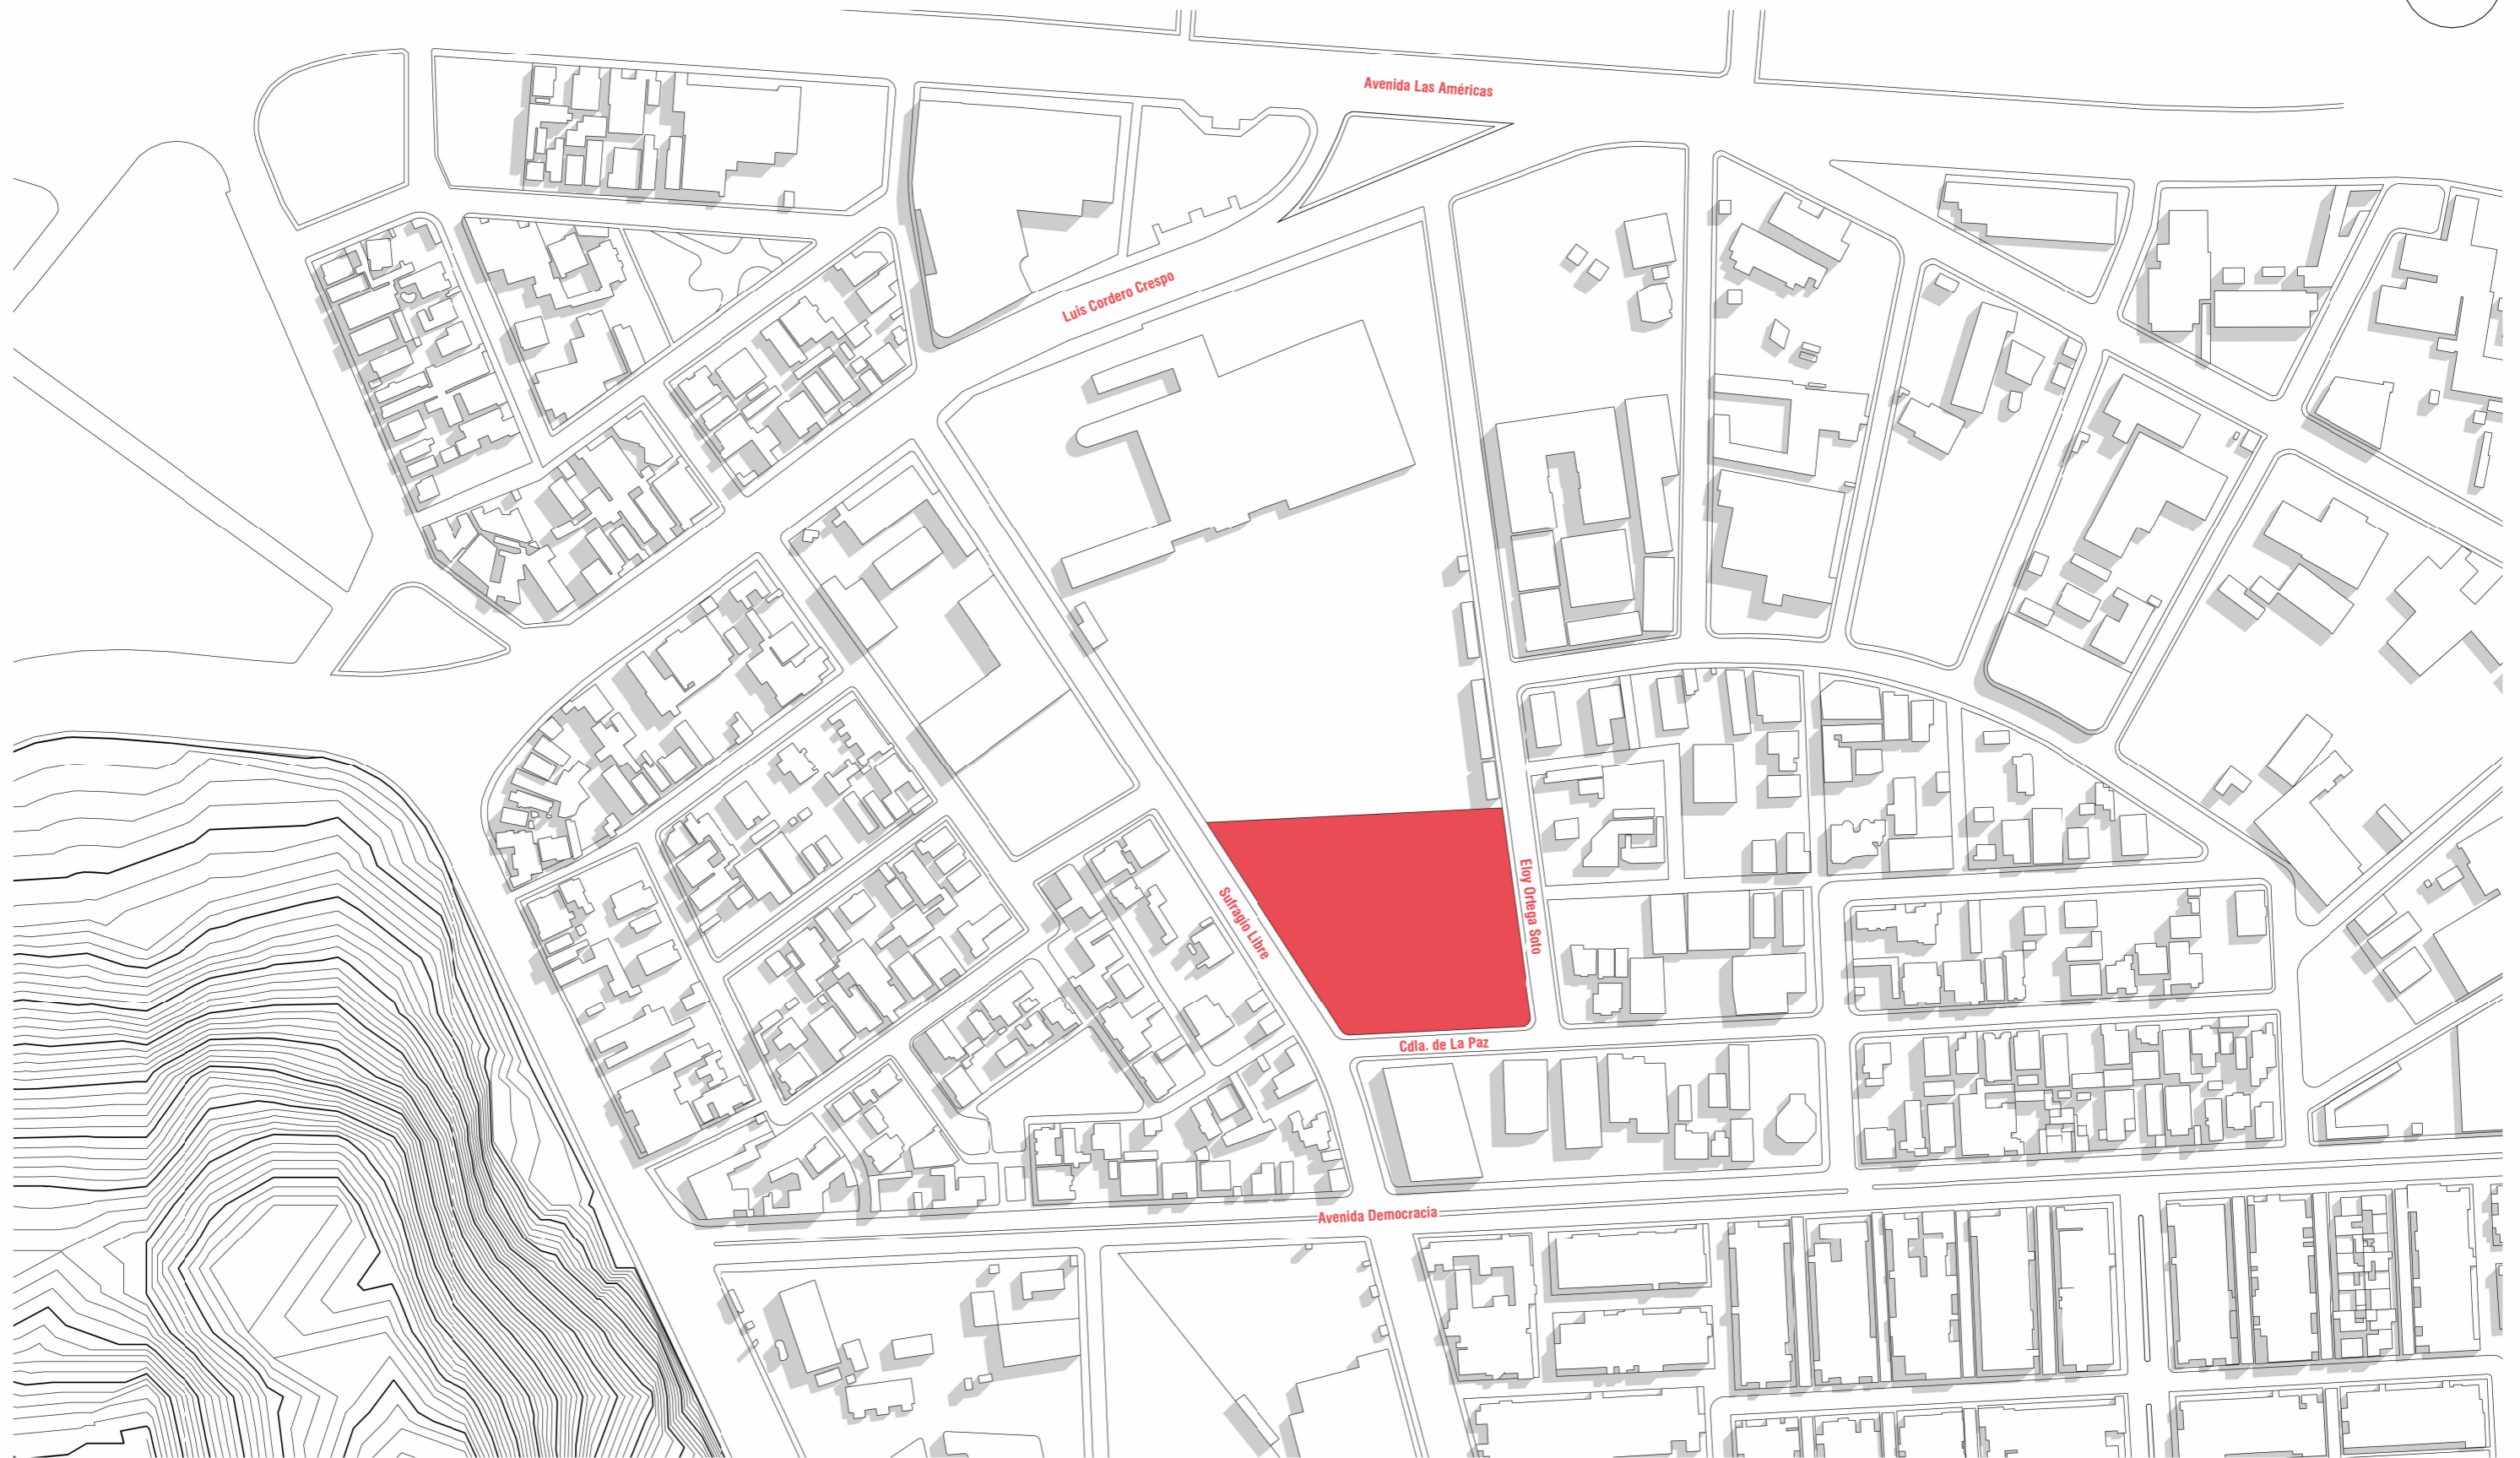 Avenida Las Américas
Luis Cordero Crespo
Eloy Ortega Soto
Sufragio Libre
Cdla. de La Paz
Avenida Democracia